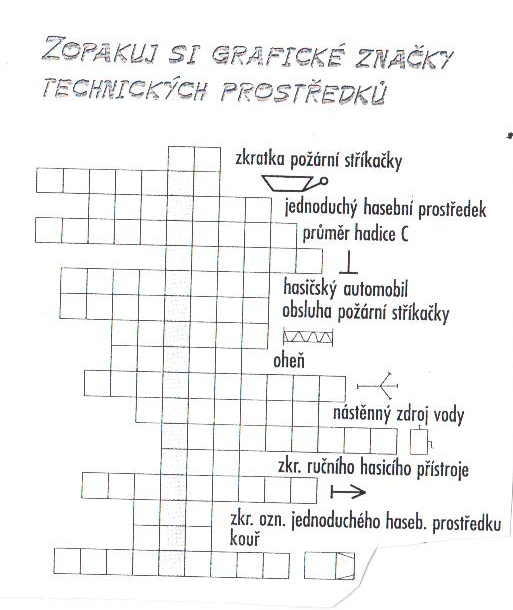 ZOPAKUJ SI GRAFICKÉ ZNAČKY
TECHNICKÝCH PROSTŘEDKŮ
zkratka požární stříkačky
jednoduchý hasební prostředek
průměr hadice C
hasičský automobil
obsluha požární stříkačky
oheň
nástěnný zdroj vody
zkr. ručního hasicího přístroje
zkr. ozn. jednoduchého haseb. prostředku
kouř